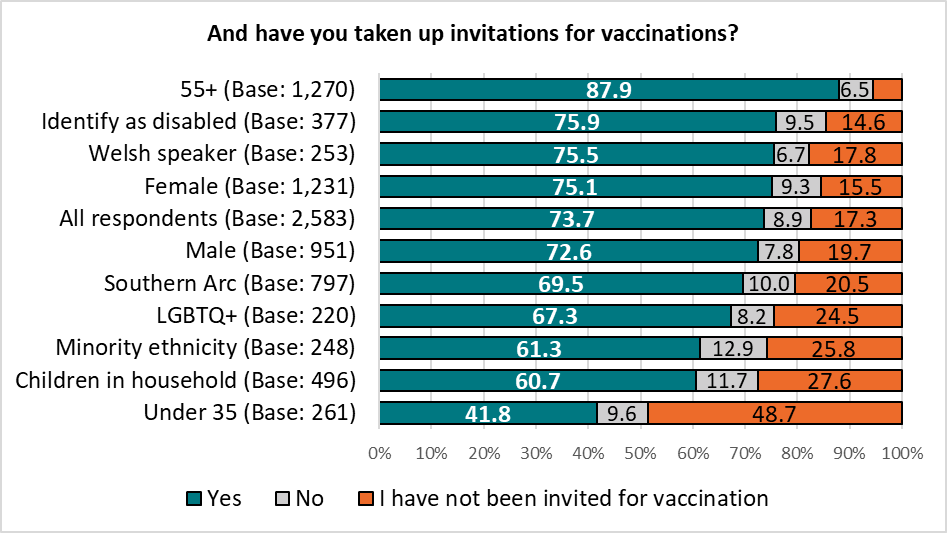 And have you taken up invitations for vaccinations?
55+ (Base: 1,270) 87.9 6.5
Identify as disabled (Base: 377) 75.9 9.5 14.6
Welsh speaker (Base: 253) 75.5 6.7 17.8
Female (Base: 1,231) 75.1 9.3 15.5
All respondents (Base: 2,583) 73.7 8.9 17.3
Male (Base: 951) 72.6 7.8 19.7
Southern Arc (Base: 797) 69.5 10.0 20.5
LGBTQ+ (Base: 220) 67.3 8.2 24.5
Minority ethnicity (Base: 248) 61.3 12.9 25.8
Children in household (Base: 496) 60.7 11.7 27.6
Under 35 (Base: 261) 41.8 9.6 48.7
0% 10% 20% 30% 40% 50% 60% 70% 80% 90% 100%
Yes No I have not been invited for vaccination